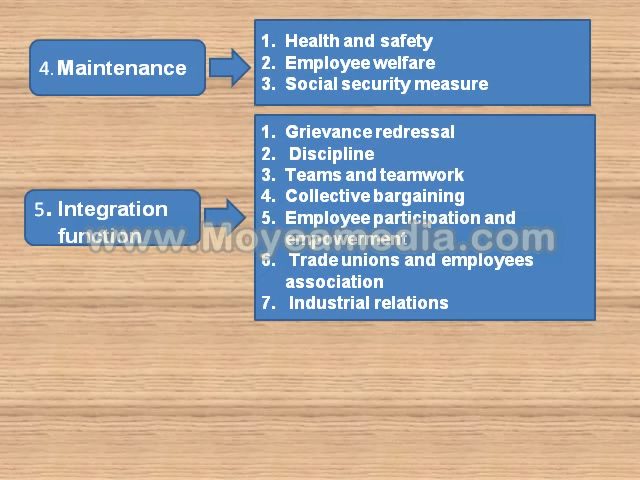 4. Maintenance
1. Health and safety
2. Employee welfare
3. Social security measure
5. Integration
function
1. Grievance redressal
2. Discipline
3. Teams and teamwork
4. Collective bargaining
5. Employee participation and
empowerment
6. Trade unions and employees
association
7. Industrial relations
www.Moyeamedia.com